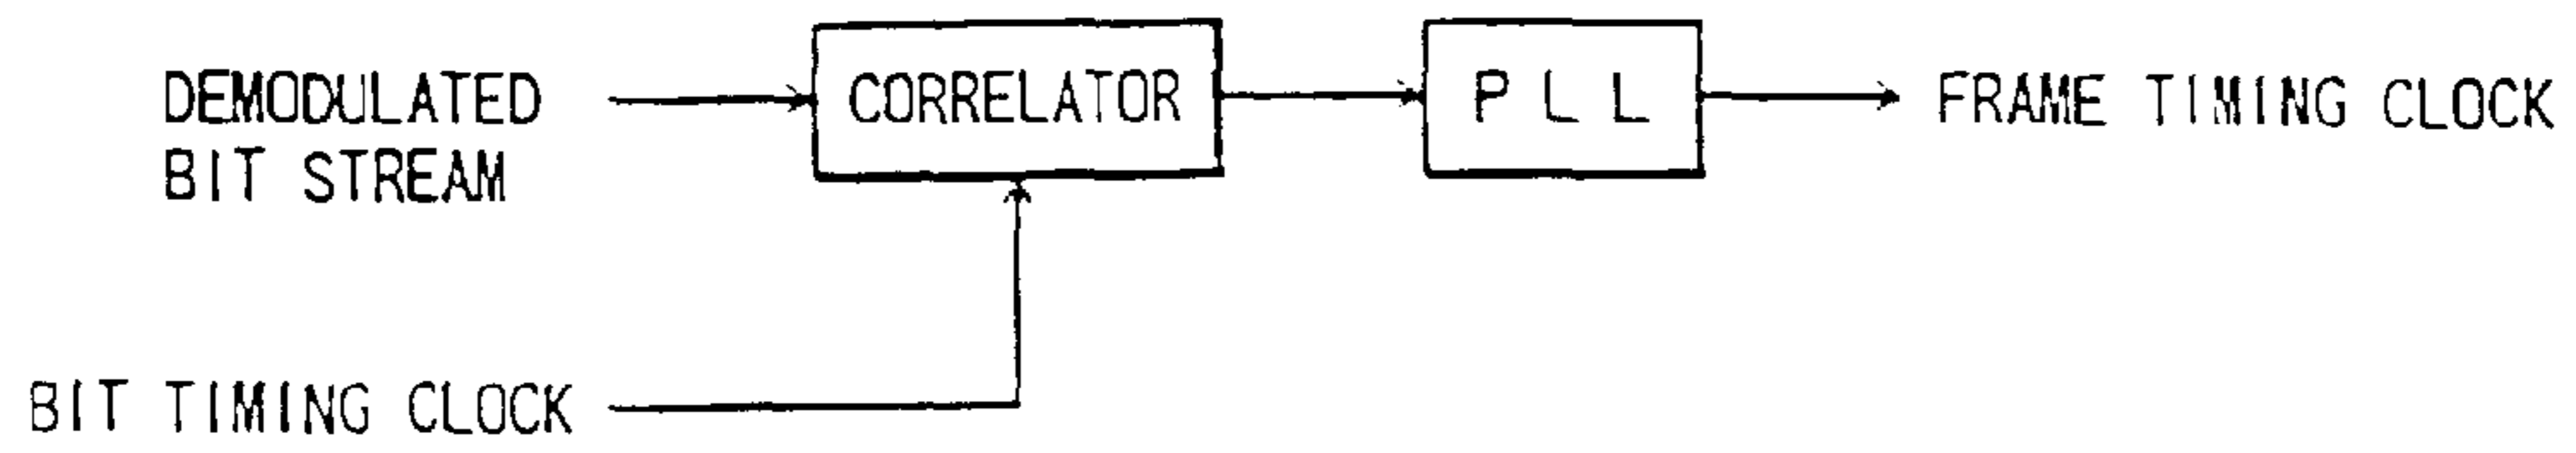 DEMODULATED
BIT STREAM
CORRELATOR
P L L
FRAME TIMING CLOCK
BIT TIMING CLOCK